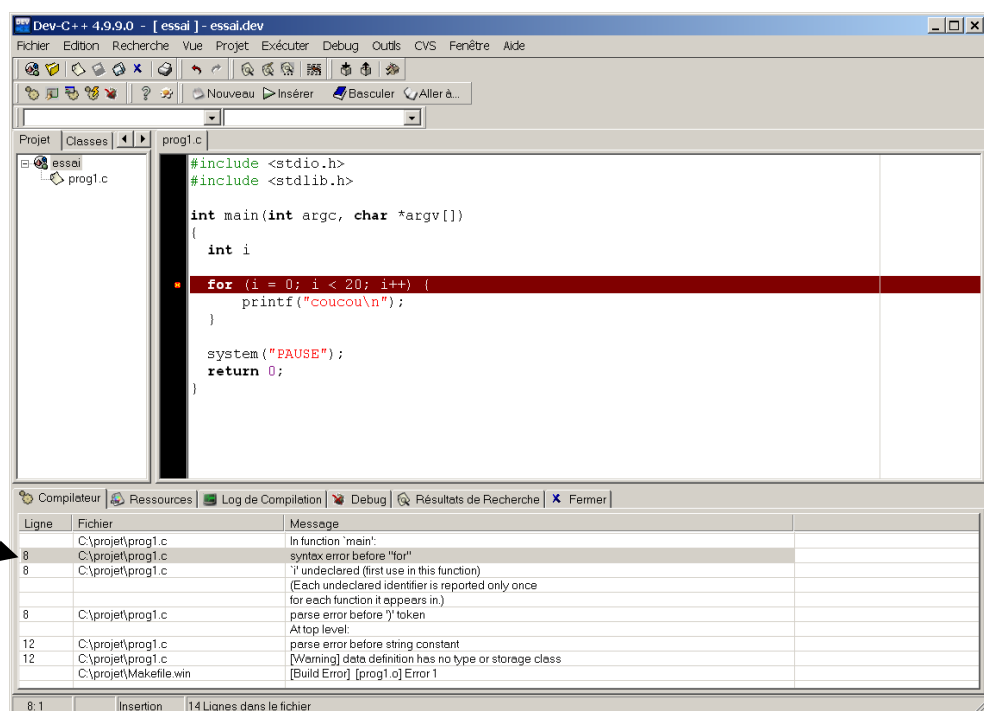 Dev-C++ 4.9.9.0 - [ essai ] - essai.dev
Fichier Edition Recherche Vue Projet Exécuter Debug Outils CVS Fenêtre Aide
Nouveau Insérer Basculer Aller à...
Projet Classes prog1.c
essai
prog1.c
#include <stdio.h>
#include <stdlib.h>
int main(int argc, char *argv[])
{
int i
for (i = 0; i < 20; i++) {
printf("coucou\n");
}
system("PAUSE");
return 0;
}
Compilateur Ressources Log de Compilation Debug Résultats de Recherche Fermer
Ligne Fichier Message
C:\projet\prog1.c In function `main':
8 C:\projet\prog1.c syntax error before "for"
8 C:\projet\prog1.c `i' undeclared (first use in this function)
(Each undeclared identifier is reported only once
for each function it appears in.)
8 C:\projet\prog1.c parse error before ')' token
At top level:
12 C:\projet\prog1.c parse error before string constant
12 C:\projet\prog1.c [Warning] data definition has no type or storage class
C:\projet\Makefile.win [Build Error] [prog1.o] Error 1
8: 1 Insertion 14 Lignes dans le fichier